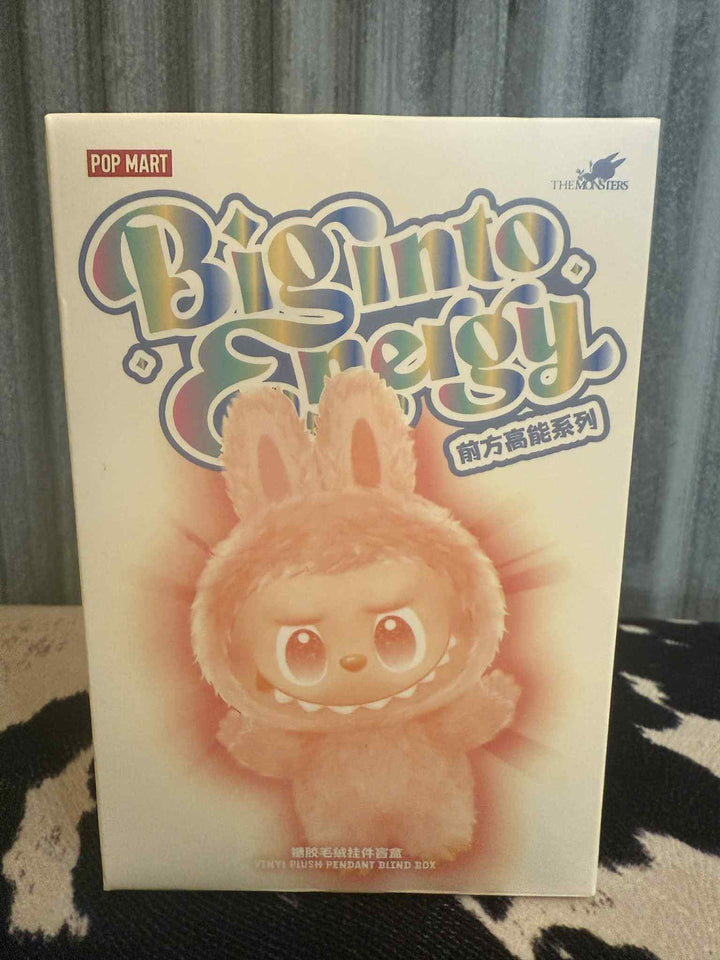 POP MART
THE MONSTERS
Big into
Energy
前方高能系列
搪胶毛绒挂件盲盒
VINYL PLUSH PENDANT BLIND BOX